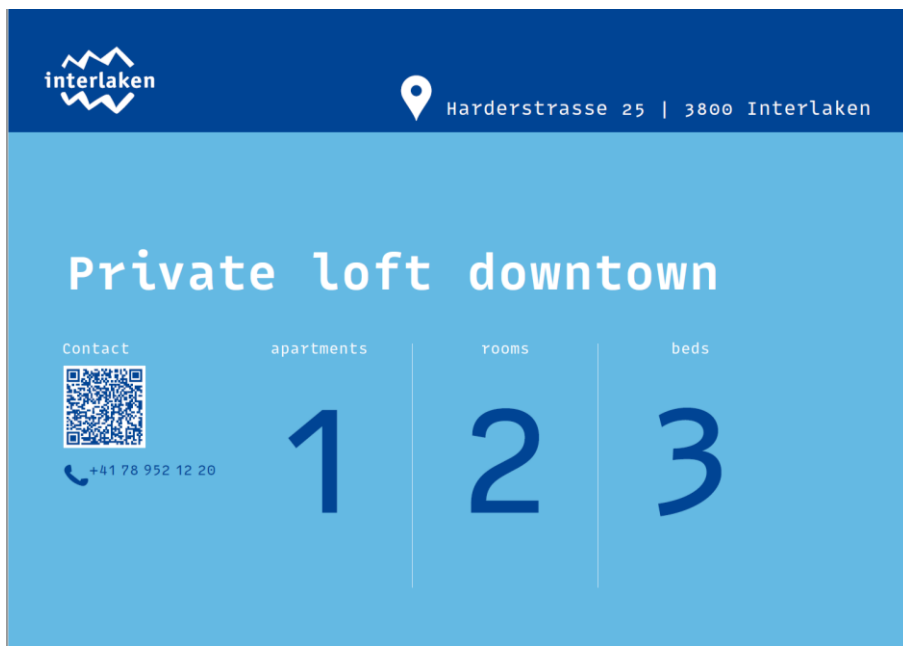 interlaken
Harderstrasse 25 | 3800 Interlaken
Private loft downtown
Contact
apartments
rooms
beds
1
2
3
+41 78 952 12 20